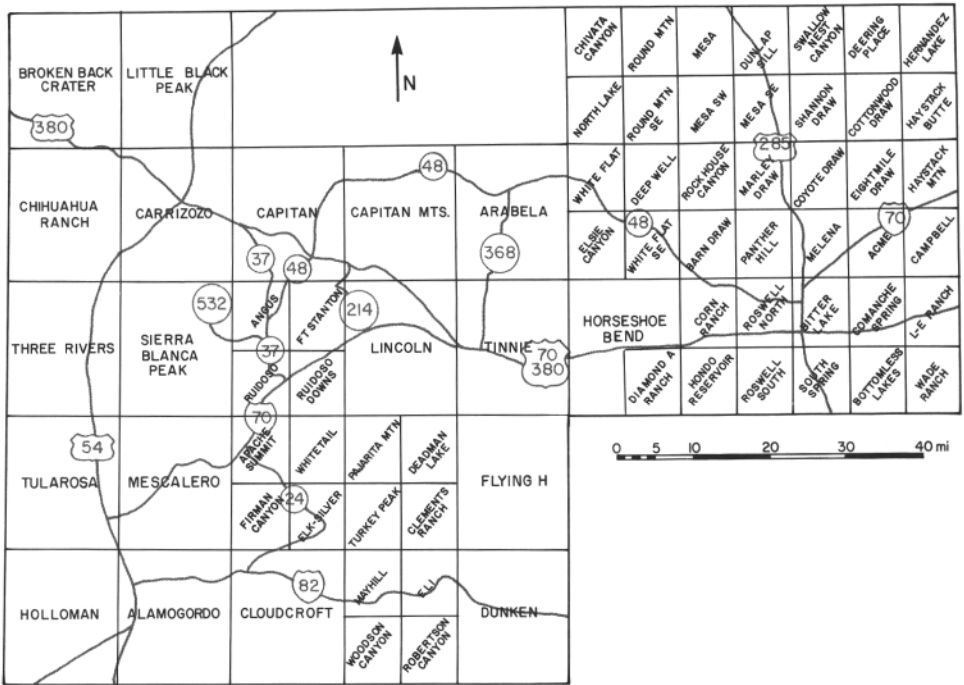 CHIVATA
CANYON
ROUND MTN
MESA
DUNLAP
SILL
SWALLOW
NEST
CANYON
DEERING
PLACE
HERNANDEZ
LAKE
BROKEN BACK
CRATER
LITTLE BLACK
PEAK
N
NORTH LAKE
ROUND MTN
SE
MESA SW
MESA SE
SHANNON
DRAW
COTTONWOOD
DRAW
HAYSTACK
BUTTE
380
285
48
WHITE FLAT
DEEP WELL
ROCK HOUSE
CANYON
MARLEY
DRAW
COYOTE DRAW
EIGHTMILE
DRAW
HAYSTACK
MTN
CHIHUAHUA
RANCH
CARRIZOZO
CAPITAN
CAPITAN MTS.
ARABELA
37
48
368
ELSIE
CANYON
48
WHITE FLAT
SE
BARN DRAW
PANTHER
HILL
MELENA
70
ACME
CAMPBELL
532
ANGUS
FT STANTON
214
THREE RIVERS
SIERRA
BLANCA
PEAK
37
LINCOLN
TINNIE
70
380
HORSESHOE
BEND
CORN
RANCH
ROSWELL
NORTH
BITTER
LAKE
COMANCHE
SPRING
L-E RANCH
RUIDOSO
RUIDOSO
DOWNS
DIAMOND A
RANCH
HONDO
RESERVOIR
ROSWELL
SOUTH
SOUTH
SPRING
BOTTOMLESS
LAKES
WADE
RANCH
70
54
APACHE
SUMMIT
WHITETAIL
PAJARITA MTN
DEADMAN
LAKE
0 5 10 20 30 40 mi
TULAROSA
MESCALERO
FLYING H
FIRMAN
CANYON
24
ELK-SILVER
TURKEY PEAK
CLEMENTS
RANCH
82
HOLLOMAN
ALAMOGORDO
CLOUDCROFT
MAYHILL
ELI
DUNKEN
WOODSON
CANYON
ROBERTSON
CANYON